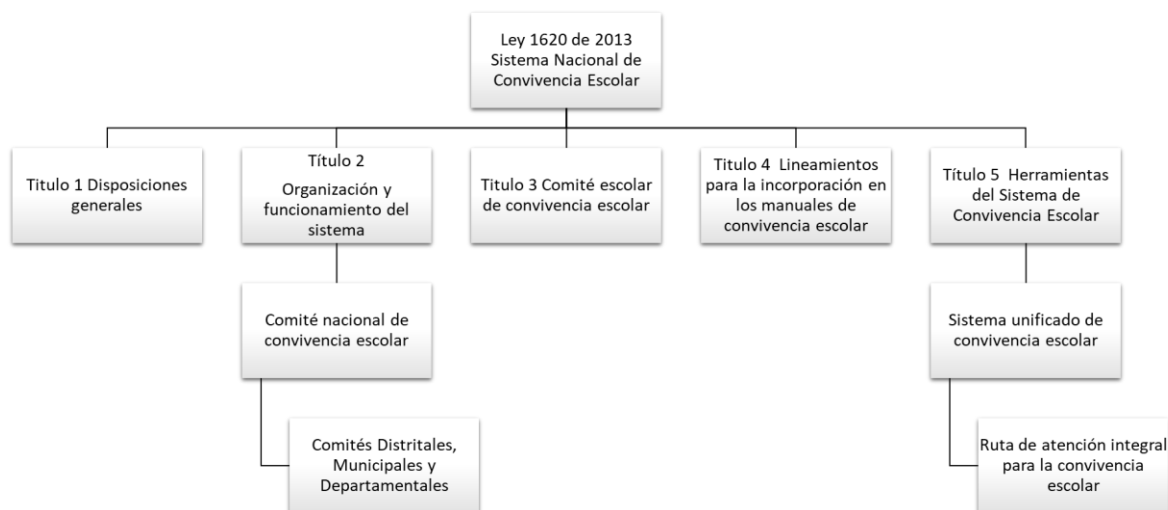 Ley 1620 de 2013
Sistema Nacional de
Convivencia Escolar
Titulo 1 Disposiciones
generales
Título 2
Organización y
funcionamiento del
sistema
Titulo 3 Comité escolar
de convivencia escolar
Titulo 4  Lineamientos
para la incorporación en
los manuales de
convivencia escolar
Título 5  Herramientas
del Sistema de
Convivencia Escolar
Comité nacional de
convivencia escolar
Sistema unificado de
convivencia escolar
Comités Distritales,
Municipales y
Departamentales
Ruta de atención integral
para la convivencia
escolar